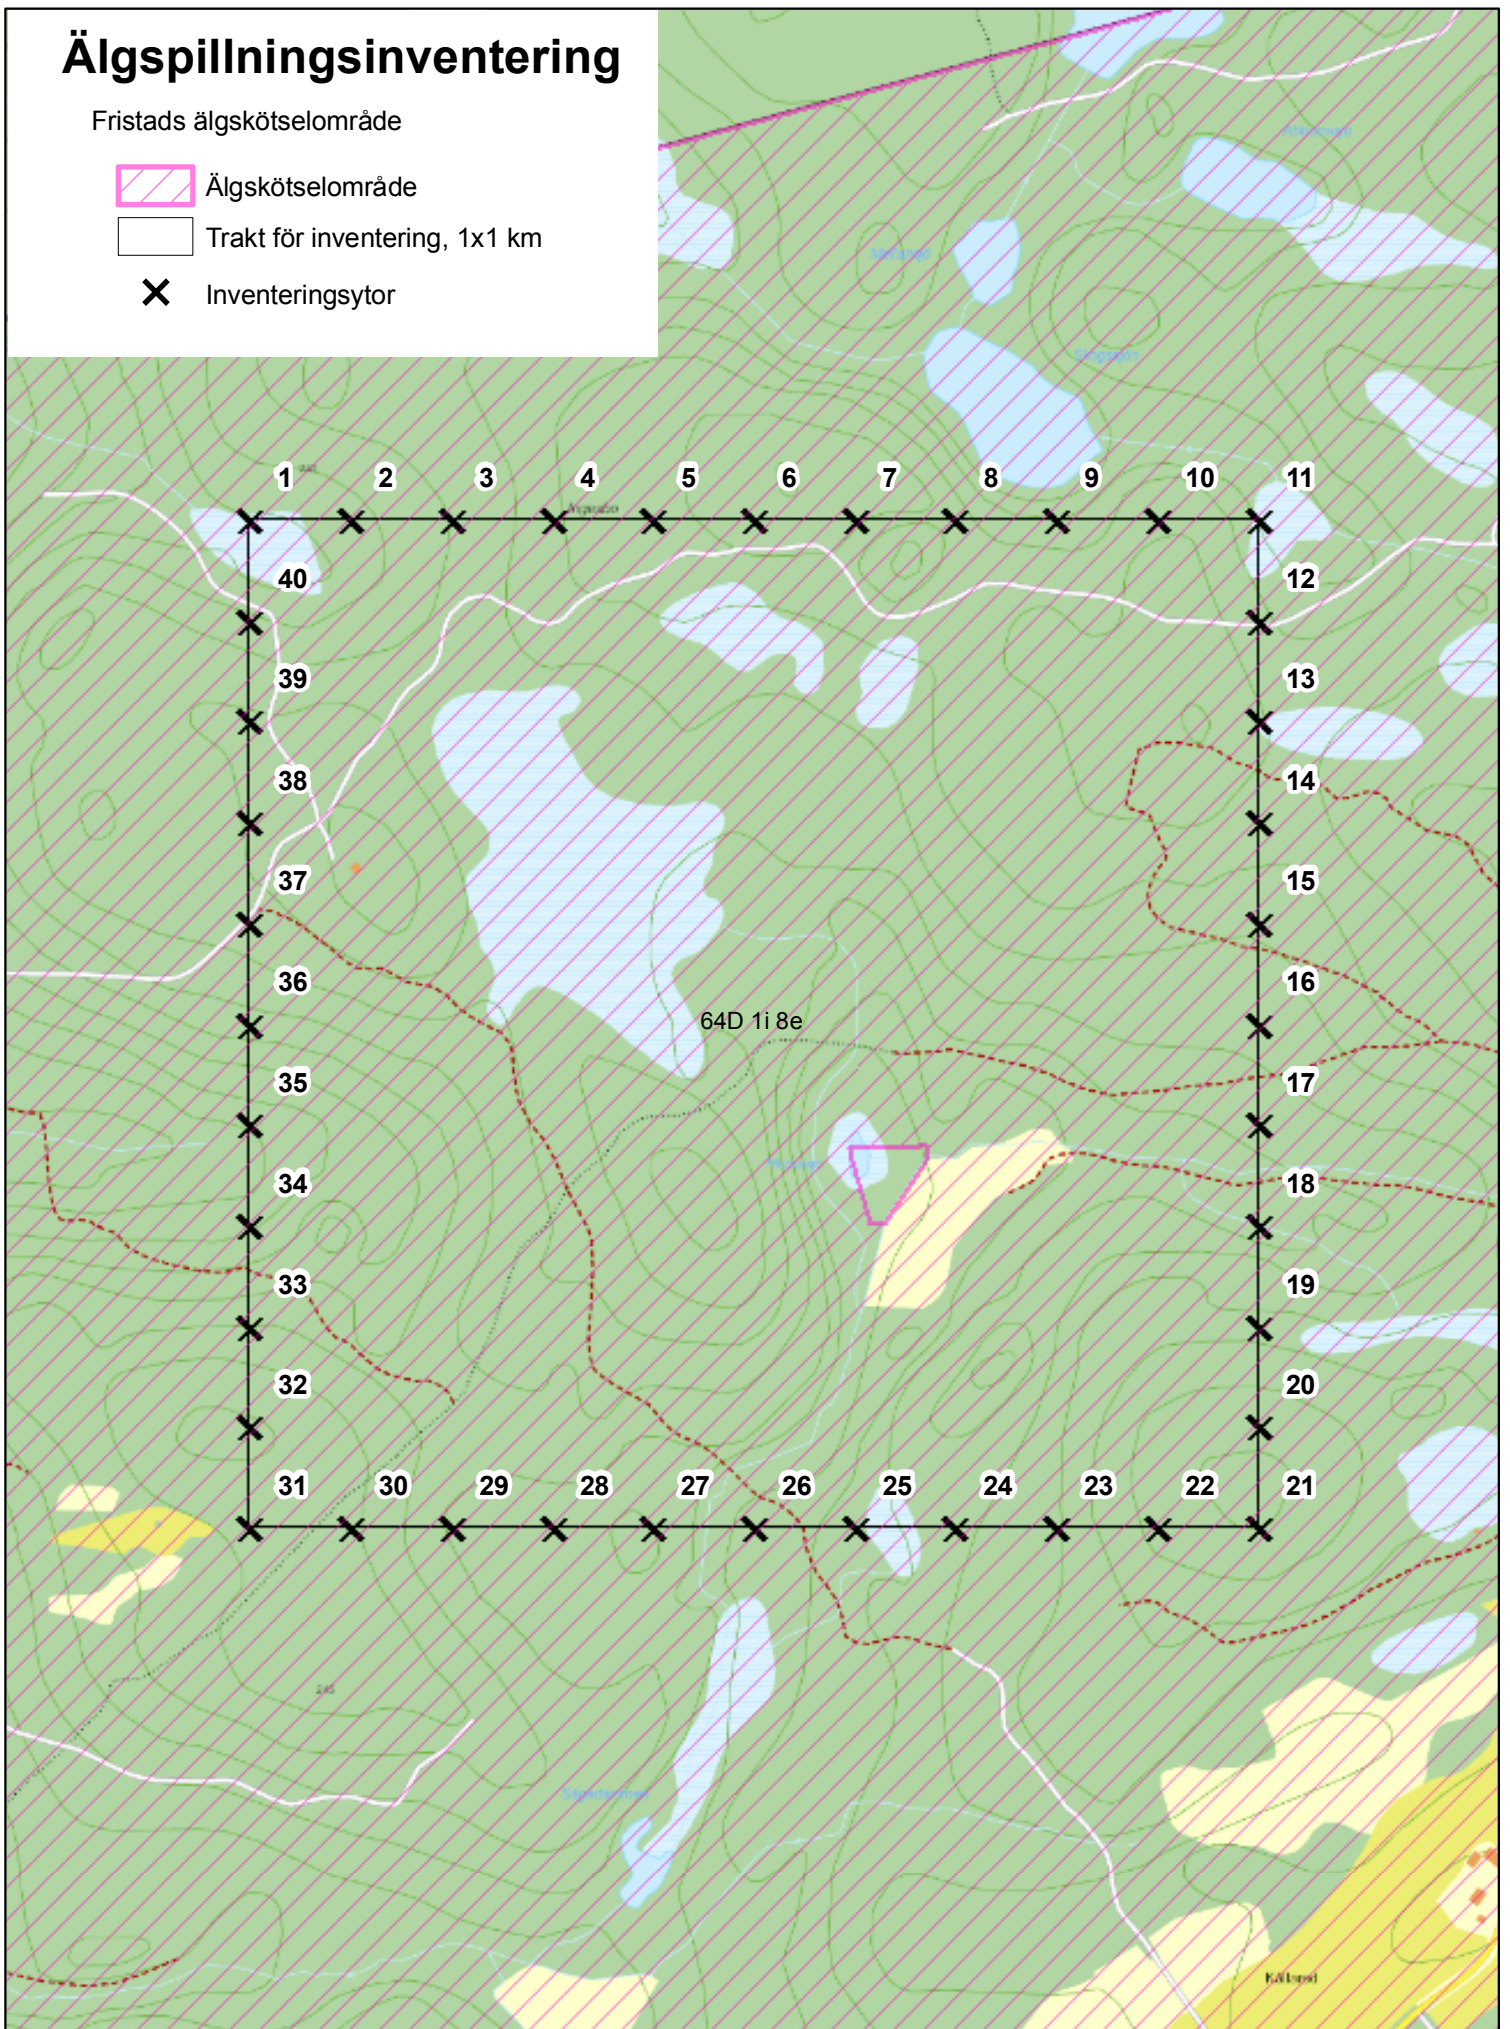 Älgspillningsinventering
Fristads älgskötselområde
Älgskötselområde
Trakt för inventering, 1x1 km
Inventeringsytor
Skogssjön
1 2 3 4 5 6 7 8 9 10 11
40 12
39 13
38 14
37 15
36 16
64D 1i 8e
35 17
34 18
33 19
32 20
31 30 29 28 27 26 25 24 23 22 21
245